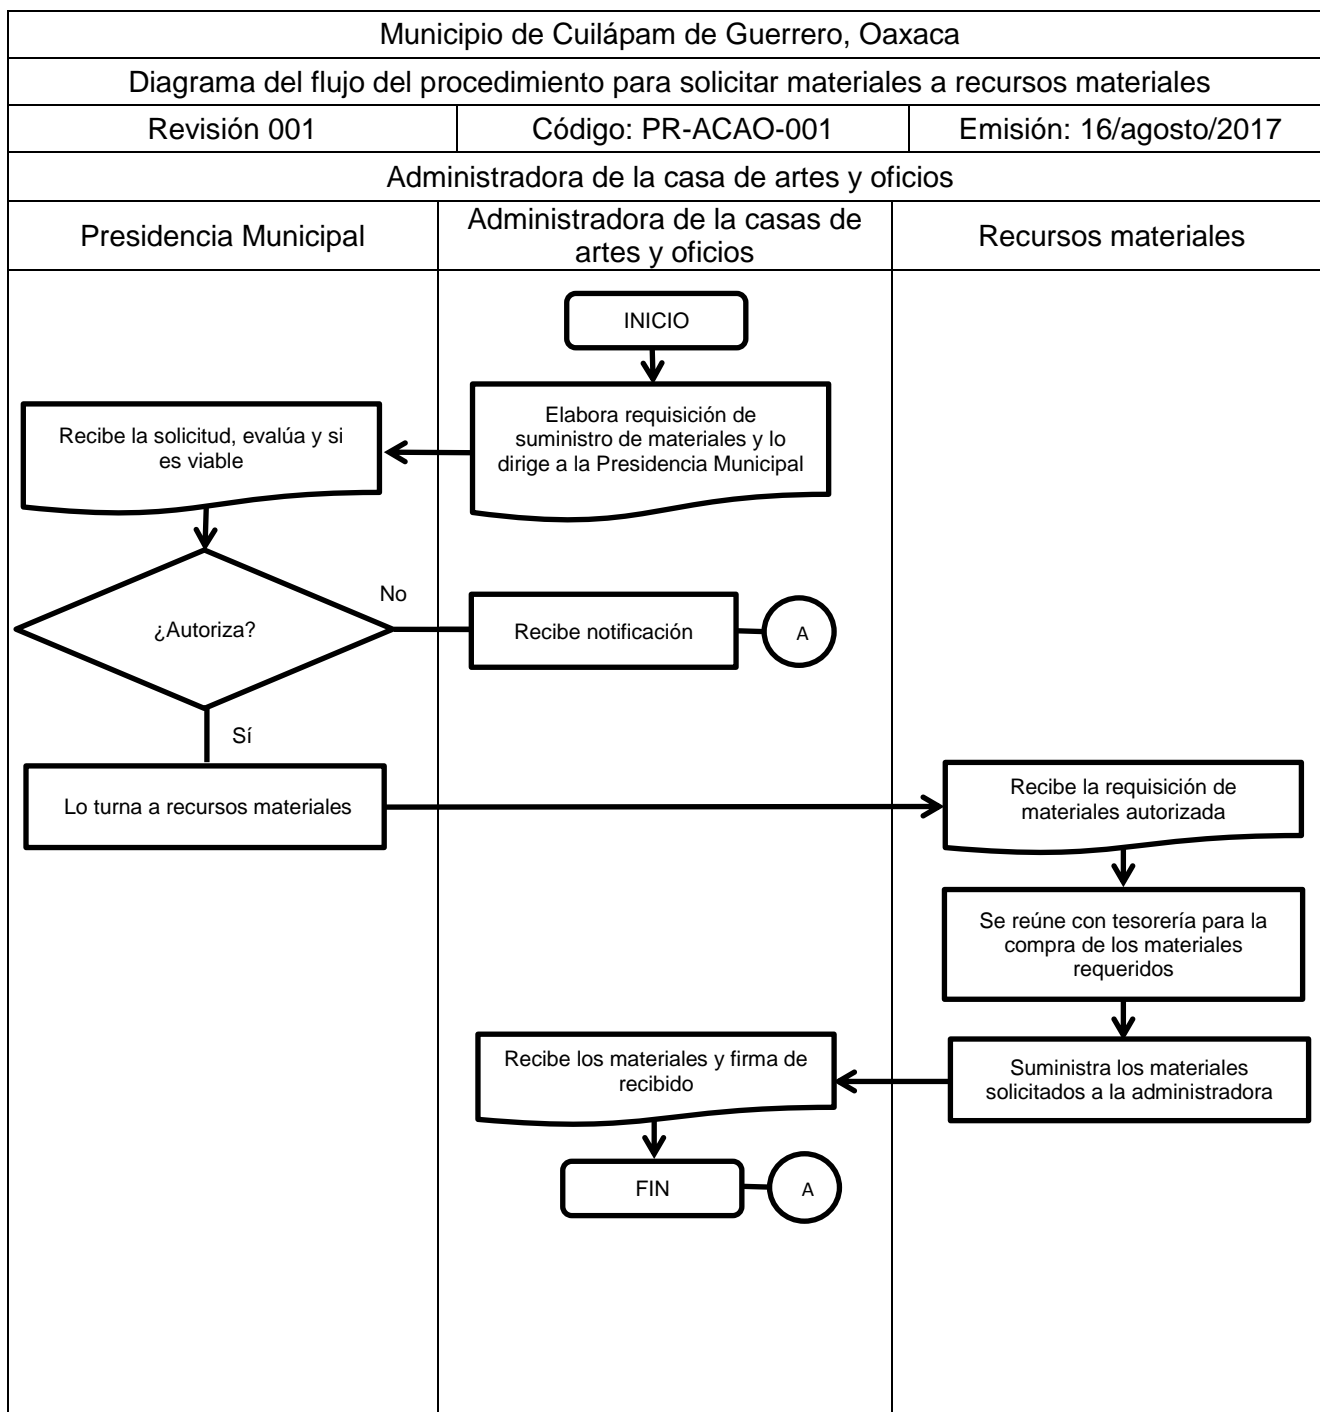 Municipio de Cuilápam de Guerrero, Oaxaca
Diagrama del flujo del procedimiento para solicitar materiales a recursos materiales
Revisión 001
Código: PR-ACAO-001
Emisión: 16/agosto/2017
Administradora de la casa de artes y oficios
Presidencia Municipal
Administradora de la casas de
artes y oficios
Recursos materiales
INICIO
Elabora requisición de
suministro de materiales y lo
dirige a la Presidencia Municipal
Recibe la solicitud, evalúa y si
es viable
¿Autoriza?
No
Recibe notificación
A
Sí
Lo turna a recursos materiales
Recibe la requisición de
materiales autorizada
Se reúne con tesorería para la
compra de los materiales
requeridos
Suministra los materiales
solicitados a la administradora
Recibe los materiales y firma de
recibido
FIN
A